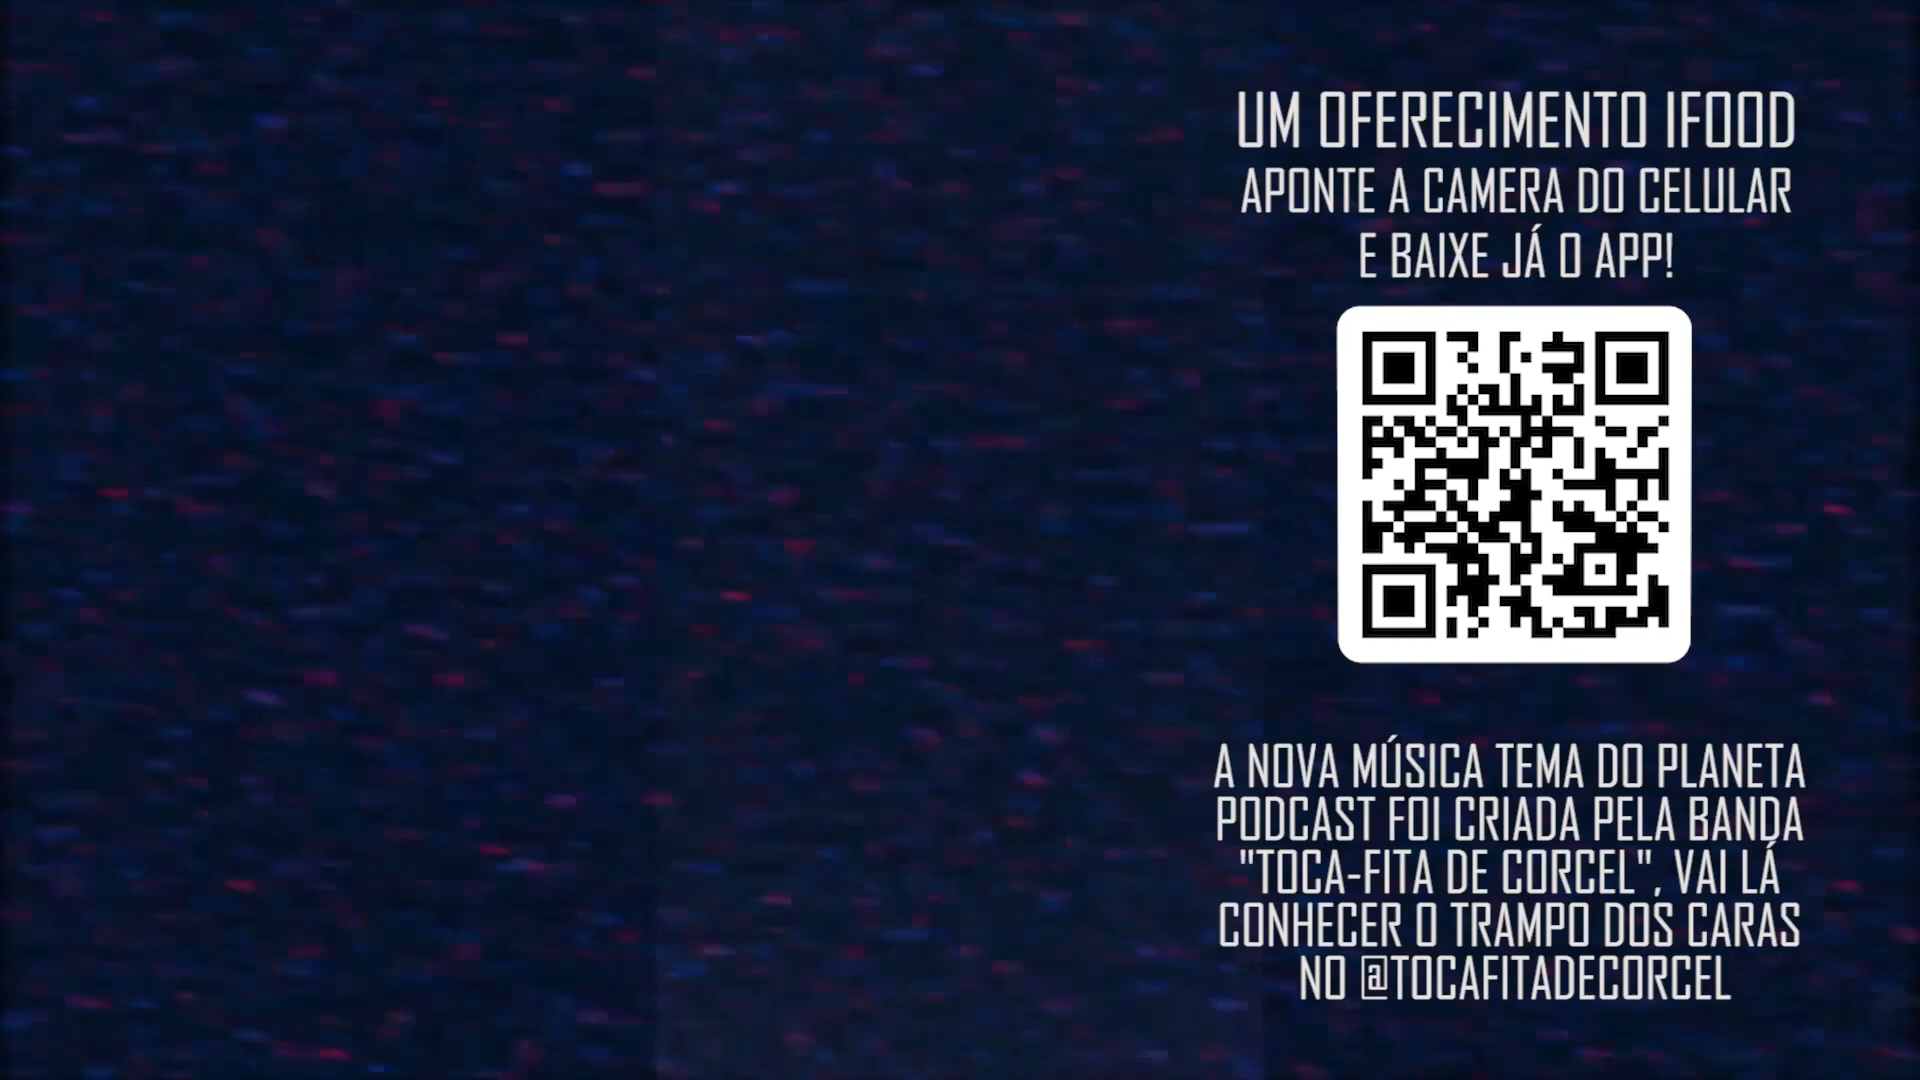 UM OFERECIMENTO IFOOD
APONTE A CAMERA DO CELULAR
E BAIXE JÁ O APP!
A NOVA MÚSICA TEMA DO PLANETA
PODCAST FOI CRIADA PELA BANDA
"TOCA-FITA DE CORCEL", VAI LÁ
CONHECER O TRAMPO DOS CARAS
NO @TOCAFITADECORCEL